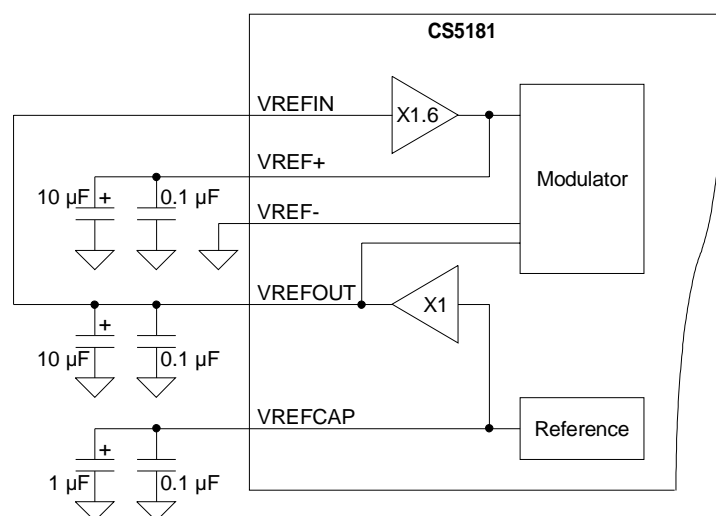 CS5181
VREFIN
X1.6
VREF+
10 µF
+
0.1 µF
Modulator
VREF-
VREFOUT
X1
+
10 µF
0.1 µF
VREFCAP
Reference
+
1 µF
0.1 µF